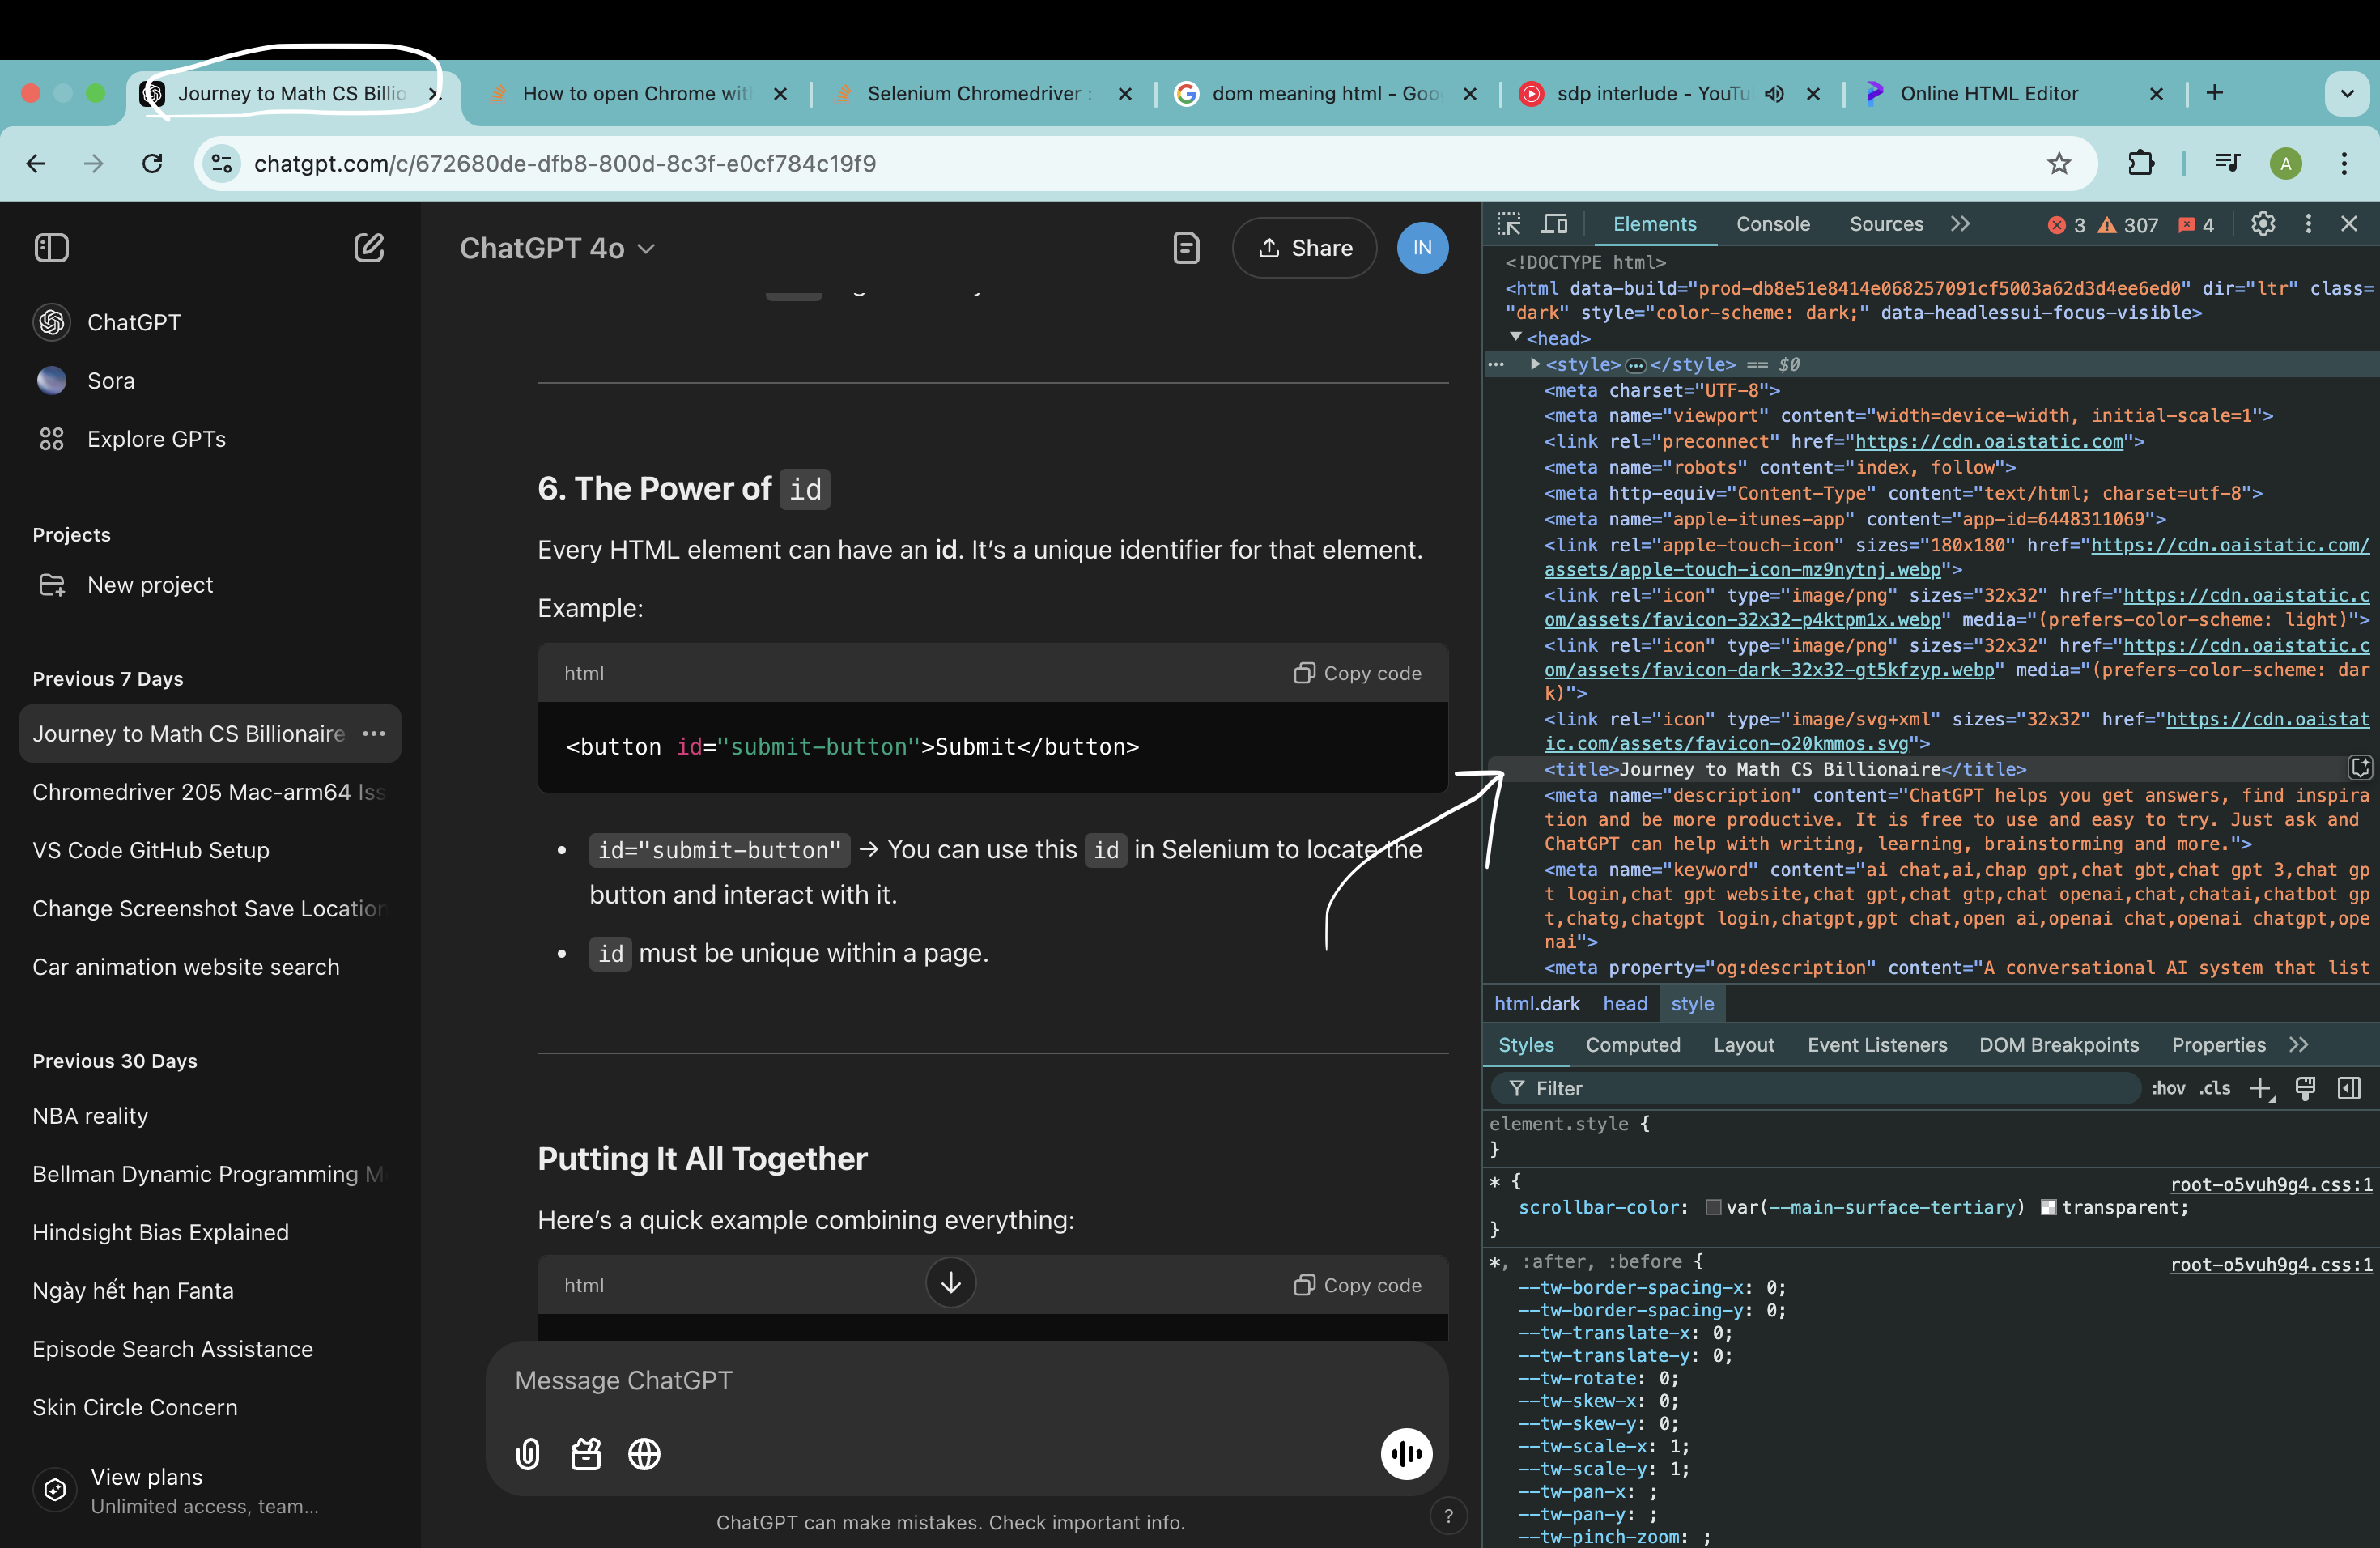 Journey to Math CS Billio
How to open Chrome wit
Selenium Chromedriver :
dom meaning html - Goo
sdp interlude - YouTu
Online HTML Editor
chatgpt.com/c/672680de-dfb8-800d-8c3f-e0cf784c19f9
A
ChatGPT
Sora
Explore GPTs
Projects
New project
Previous 7 Days
Journey to Math CS Billionaire
Chromedriver 205 Mac-arm64 Iss
VS Code GitHub Setup
Change Screenshot Save Location
Car animation website search
Previous 30 Days
NBA reality
Bellman Dynamic Programming M
Hindsight Bias Explained
Ngày hết hạn Fanta
Episode Search Assistance
Skin Circle Concern
View plans
Unlimited access, team...
ChatGPT 4o
Share
IN
6. The Power of id
Every HTML element can have an id. It's a unique identifier for that element.
Example:
html
Copy code
<button id="submit-button">Submit</button>
• id="submit-button" → You can use this id in Selenium to locate the
button and interact with it.
• id must be unique within a page.
Putting It All Together
Here's a quick example combining everything:
html
Copy code
Message ChatGPT
ChatGPT can make mistakes. Check important info.
?
Elements Console Sources 3 307 4
<!DOCTYPE html>
<html data-build="prod-db8e51e8414e068257091cf5003a62d3d4ee6ed0" dir="ltr" class=
"dark" style="color-scheme: dark;" data-headlessui-focus-visible>
<head>
<style>…</style> == $0
<meta charset="UTF-8">
<meta name="viewport" content="width=device-width, initial-scale=1">
<link rel="preconnect" href="https://cdn.oaistatic.com">
<meta name="robots" content="index, follow">
<meta http-equiv="Content-Type" content="text/html; charset=utf-8">
<meta name="apple-itunes-app" content="app-id=6448311069">
<link rel="apple-touch-icon" sizes="180x180" href="https://cdn.oaistatic.com/
assets/apple-touch-icon-mz9nytnj.webp">
<link rel="icon" type="image/png" sizes="32x32" href="https://cdn.oaistatic.c
om/assets/favicon-32x32-p4ktpm1x.webp" media="(prefers-color-scheme: light)">
<link rel="icon" type="image/png" sizes="32x32" href="https://cdn.oaistatic.c
om/assets/favicon-dark-32x32-gt5kfzyp.webp" media="(prefers-color-scheme: dar
k)">
<link rel="icon" type="image/svg+xml" sizes="32x32" href="https://cdn.oaistat
ic.com/assets/favicon-o20kmmos.svg">
<title>Journey to Math CS Billionaire</title>
<meta name="description" content="ChatGPT helps you get answers, find inspira
tion and be more productive. It is free to use and easy to try. Just ask and
ChatGPT can help with writing, learning, brainstorming and more.">
<meta name="keyword" content="ai chat,ai,chap gpt,chat gbt,chat gpt 3,chat gp
t login,chat gpt website,chat gpt,chat gtp,chat openai,chat,chatai,chatbot gp
t,chatg,chatgpt login,chatgpt,gpt chat,open ai,openai chat,openai chatgpt,ope
nai">
<meta property="og:description" content="A conversational AI system that list
html.dark head style
Styles Computed Layout Event Listeners DOM Breakpoints Properties
Filter :hov .cls
element.style {
}
* { root-o5vuh9g4.css:1
scrollbar-color: var(--main-surface-tertiary) transparent;
}
*, :after, :before { root-o5vuh9g4.css:1
--tw-border-spacing-x: 0;
--tw-border-spacing-y: 0;
--tw-translate-x: 0;
--tw-translate-y: 0;
--tw-rotate: 0;
--tw-skew-x: 0;
--tw-skew-y: 0;
--tw-scale-x: 1;
--tw-scale-y: 1;
--tw-pan-x: ;
--tw-pan-y: ;
--tw-pinch-zoom: ;